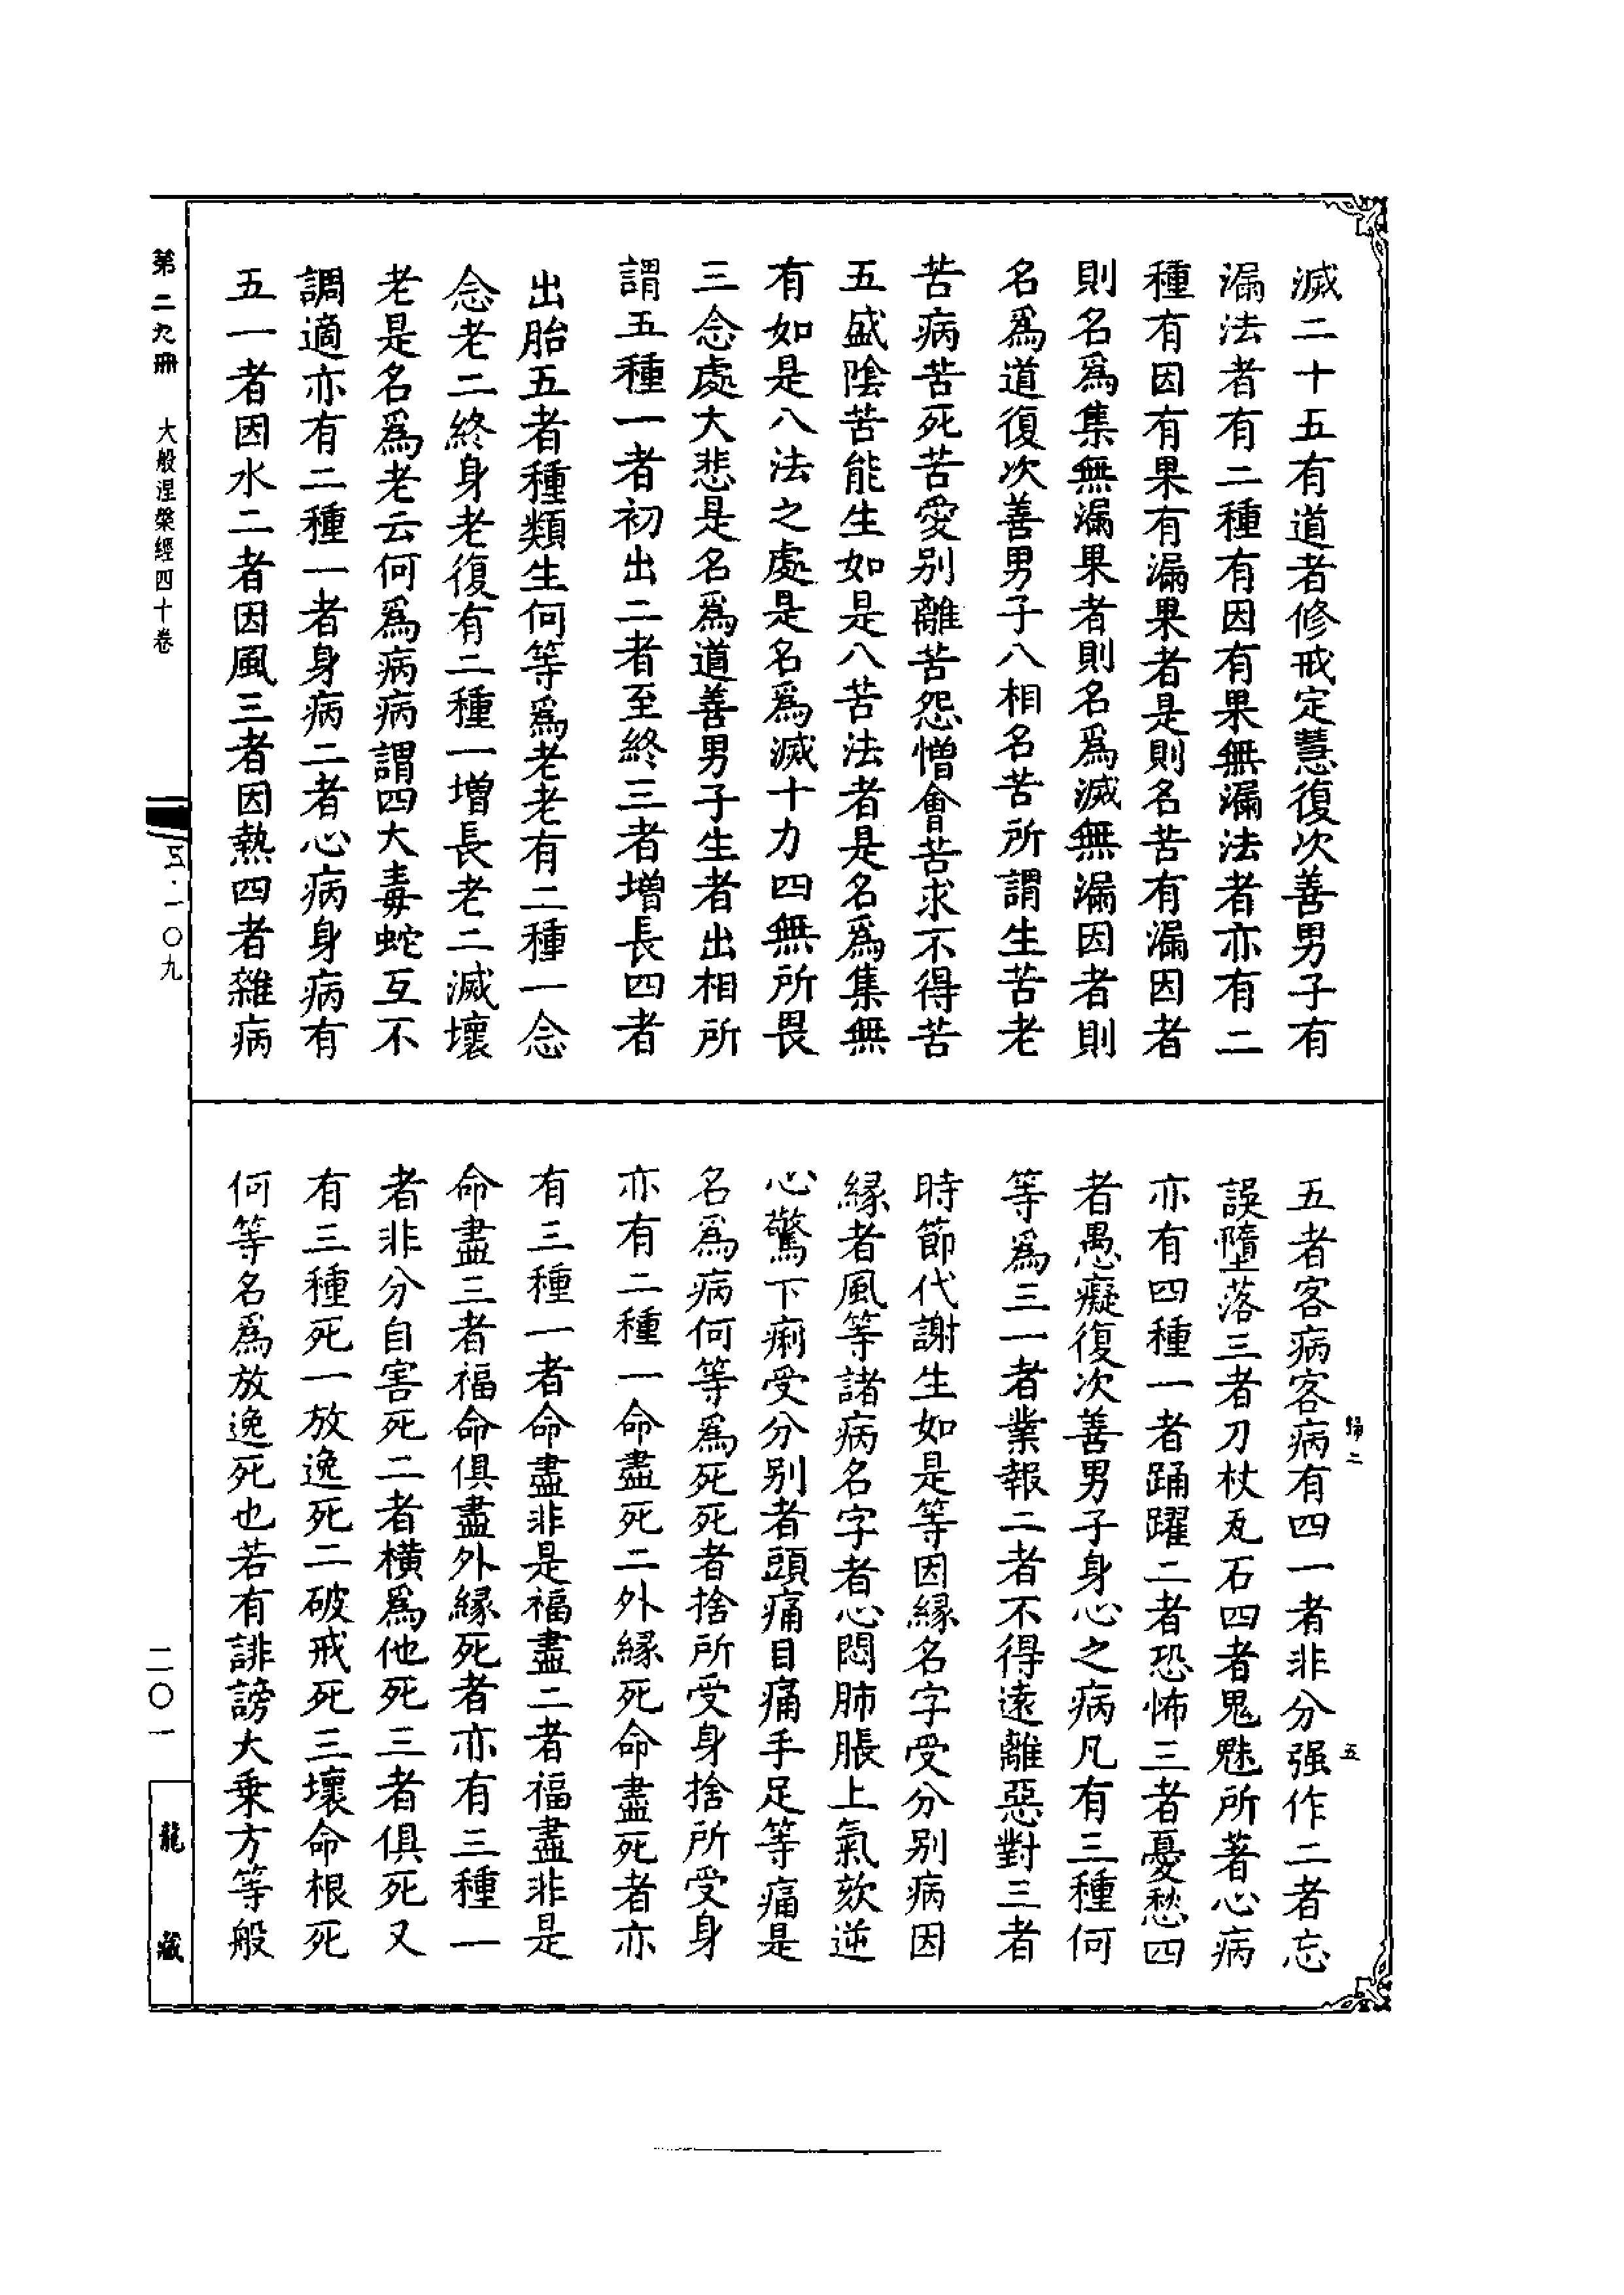 滅二十五有道者修戒定慧復次善男子有
漏法者有二種有因有果無漏法者亦有二
種有因有果有漏果者是則名苦有漏因者
則名爲集無漏果者則名爲滅無漏因者則
名爲道復次善男子八相名苦所謂生苦老
苦病苦死苦愛别離苦怨憎會苦求不得苦
五盛陰苦能生如是八苦法者是名爲集無
有如是八法之處是名爲滅十力四無所畏
三念處大悲是名爲道善男子生者出相所
謂五種一者初出二者至終三者增長四者
出胎五者種類生何等爲老老有二種一念
念老二終身老復有二種一增長老二滅壞
老是名爲老云何爲病病謂四大毒蛇互不
調適亦有二種一者身病二者心病身病有
五一者因水二者因風三者因熱四者雜病
五者客病客病有四一者非分强作二者忘
誤墮落三者刀杖瓦石四者鬼魅所著心病
亦有四種一者踊躍二者恐怖三者憂愁四
者愚癡復次善男子身心之病凡有三種何
等爲三一者業報二者不得遠離惡對三者
時節代謝生如是等因緣名字受分别病因
緣者風等諸病名字者心悶肺脹上氣欬逆
心驚下痢受分别者頭痛目痛手足等痛是
名爲病何等爲死死者捨所受身捨所受身
亦有二種一命盡死二外緣死命盡死者亦
有三種一者命盡非是福盡二者福盡非是
命盡三者福命俱盡外緣死者亦有三種一
者非分自害死二者橫爲他死三者俱死又
有三種死一放逸死二破戒死三壞命根死
何等名爲放逸死也若有誹謗大乘方等般
歸二
五
第二九冊
大般涅槃經四十卷
五·一〇九
二〇一
龍藏